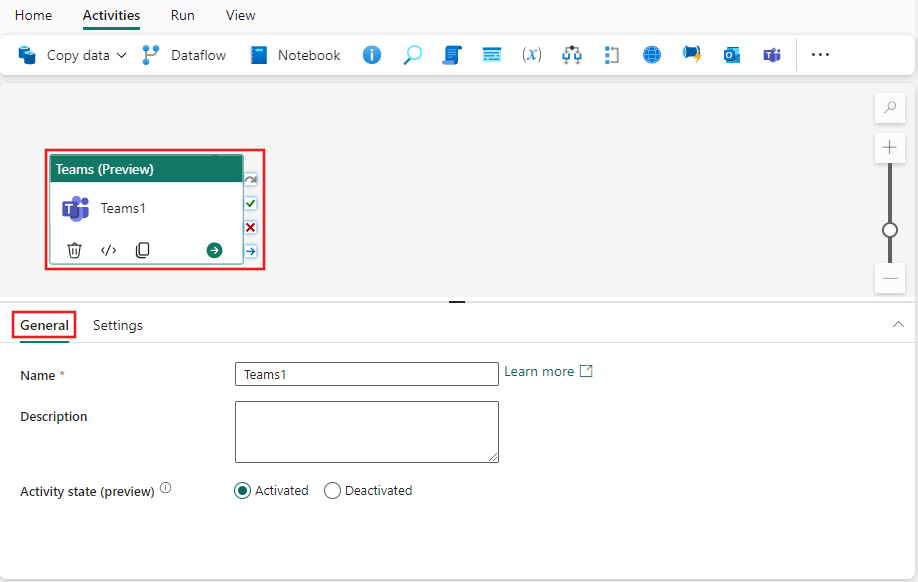 Home Activities Run View
Copy data Dataflow Notebook (x) ...
Teams (Preview)
Teams1
</>
General Settings
Name * Teams1 Learn more
Description
Activity state (preview) Activated Deactivated